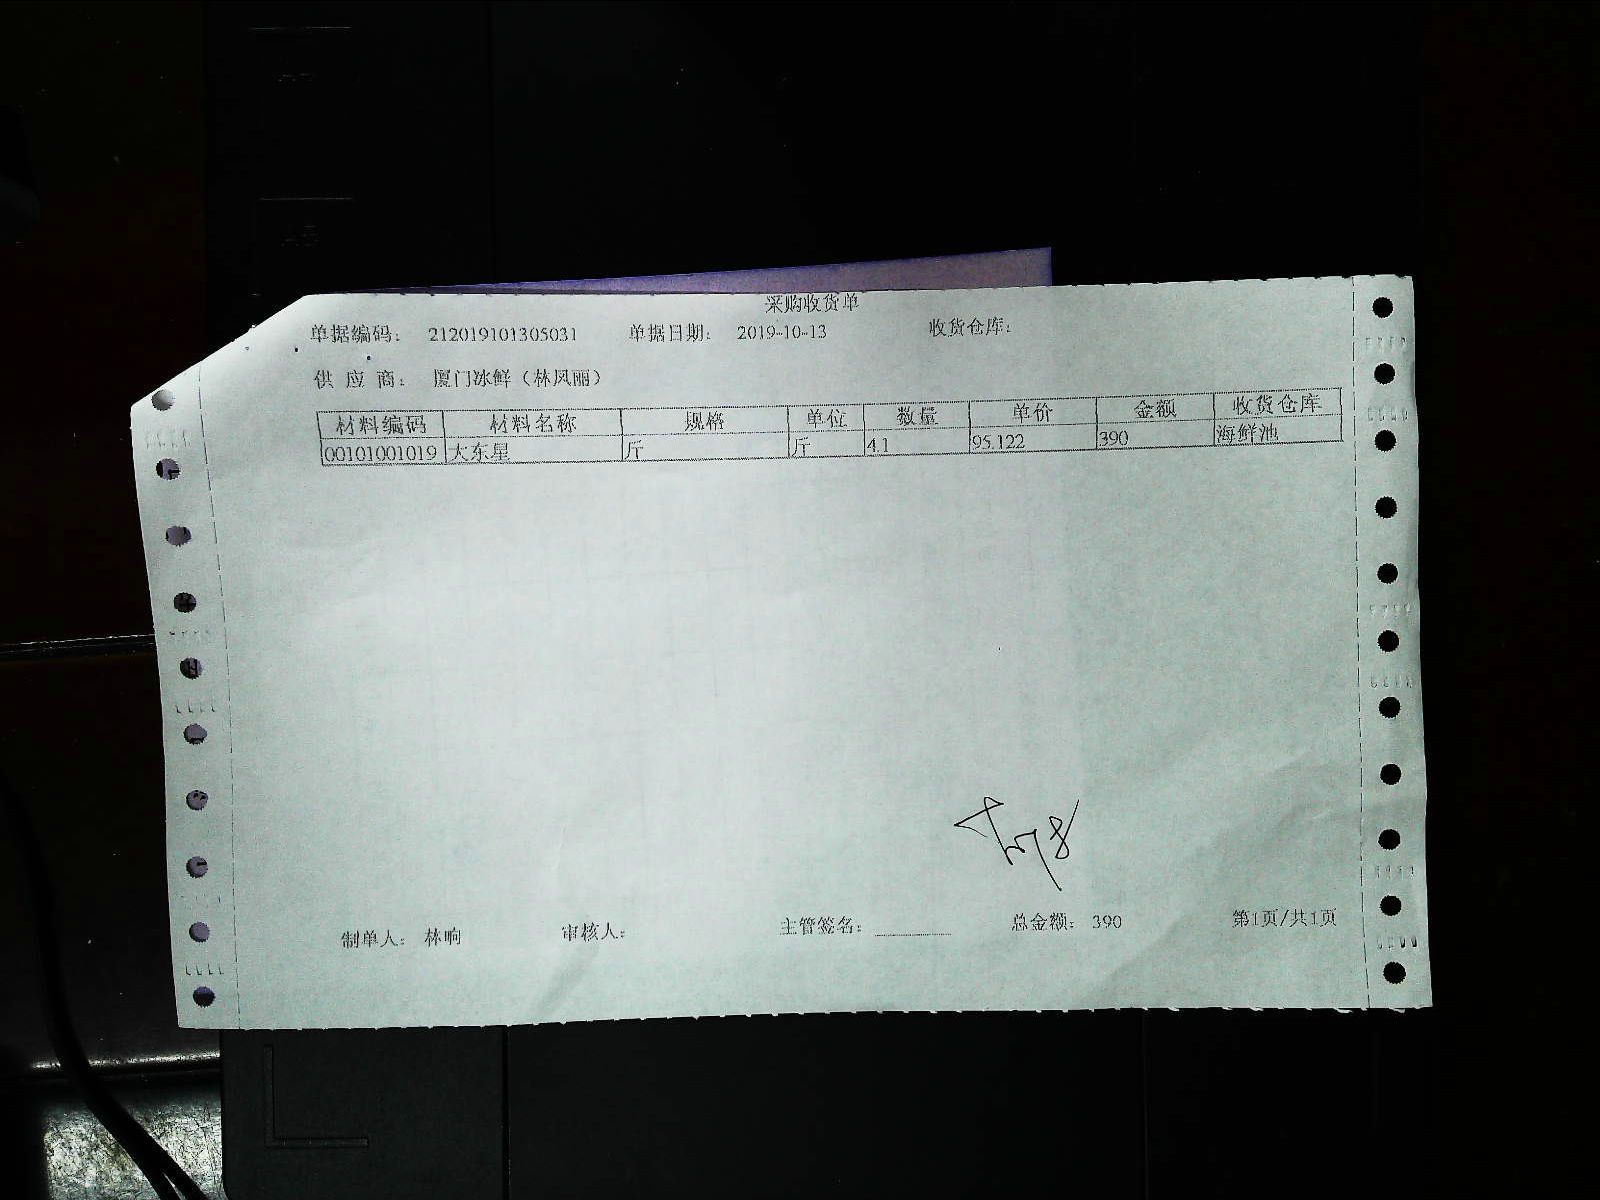 采购收货单
单据编码: 212019101305031 单据日期: 2019-10-13 收货仓库:
供 应 商: 厦门冰鲜（林凤丽）
材料编码 材料名称 规格 单位 数量 单价 金额 收货仓库
00101001019 大东星 斤 斤 4.1 95.122 390 海鲜池
制单人: 林响 审核人: 主管签名: 总金额: 390 第1页/共1页